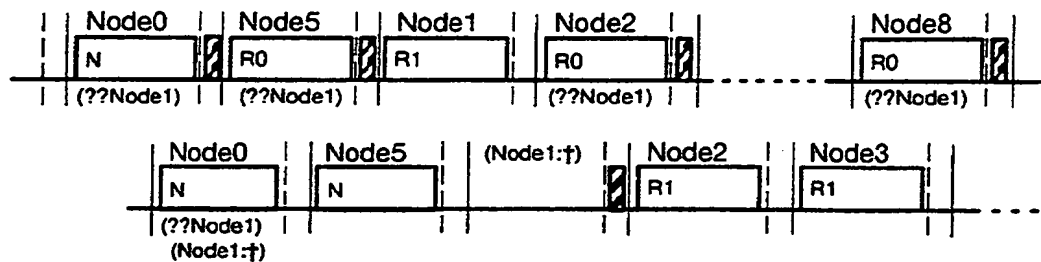 Node0 Node5 Node1 Node2 Node8
N R0 R1 R0 R0
(??Node1) (??Node1) (??Node1) (??Node1)
Node0 Node5 (Node1:†) Node2 Node3
N N R1 R1
(??Node1)
(Node1:†)